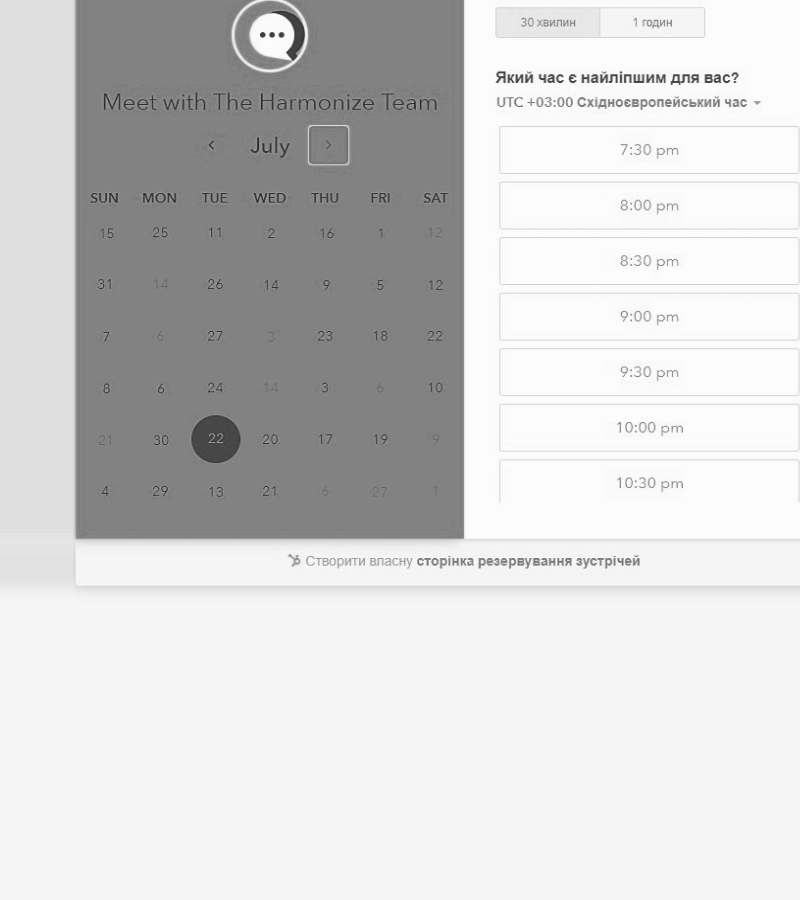 Meet with The Harmonize Team
July
SUN MON TUE WED THU FRI SAT
15 25 11 2 16 1 12
31 14 26 14 9 5 12
7 6 27 3 23 18 22
8 6 24 14 3 6 10
21 30 22 20 17 19 9
4 29 13 21 6 27 1
30 хвилин 1 годин
Який час є найліпшим для вас?
UTC +03:00 Східноєвропейський час
7:30 pm
8:00 pm
8:30 pm
9:00 pm
9:30 pm
10:00 pm
10:30 pm
Створити власну сторінка резервування зустрічей